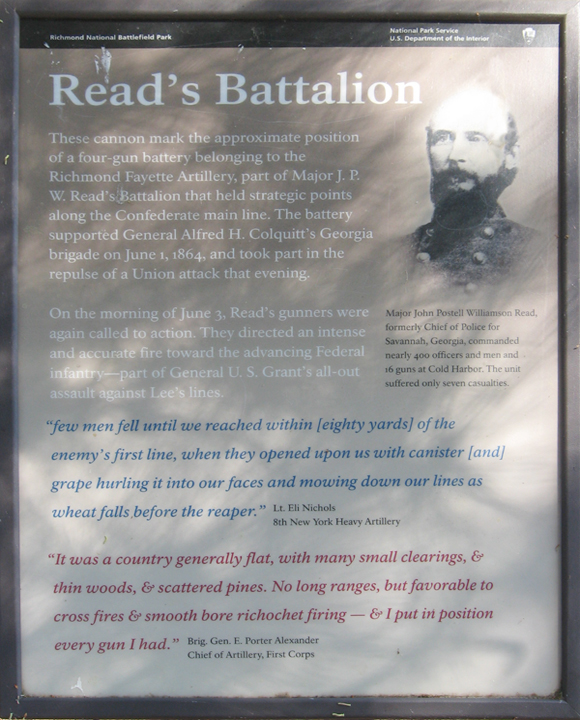 Richmond National Battlefield Park
National Park Service
U.S. Department of the Interior
Read's Battalion
These cannon mark the approximate position
of a four-gun battery belonging to the
Richmond Fayette Artillery, part of Major J. P.
W. Read's Battalion that held strategic points
along the Confederate main line. The battery
supported General Alfred H. Colquitt's Georgia
brigade on June 1, 1864, and took part in the
repulse of a Union attack that evening.
On the morning of June 3, Read's gunners were
again called to action. They directed an intense
and accurate fire toward the advancing Federal
infantry—part of General U. S. Grant's all-out
assault against Lee's lines.
Major John Postell Williamson Read,
formerly Chief of Police for
Savannah, Georgia, commanded
nearly 400 officers and men and
16 guns at Cold Harbor. The unit
suffered only seven casualties.
"few men fell until we reached within [eighty yards] of the
enemy's first line, when they opened upon us with canister [and]
grape hurling it into our faces and mowing down our lines as
wheat falls before the reaper."
Lt. Eli Nichols
8th New York Heavy Artillery
"It was a country generally flat, with many small clearings, &
thin woods, & scattered pines. No long ranges, but favorable to
cross fires & smooth bore richochet firing — & I put in position
every gun I had."
Brig. Gen. E. Porter Alexander
Chief of Artillery, First Corps